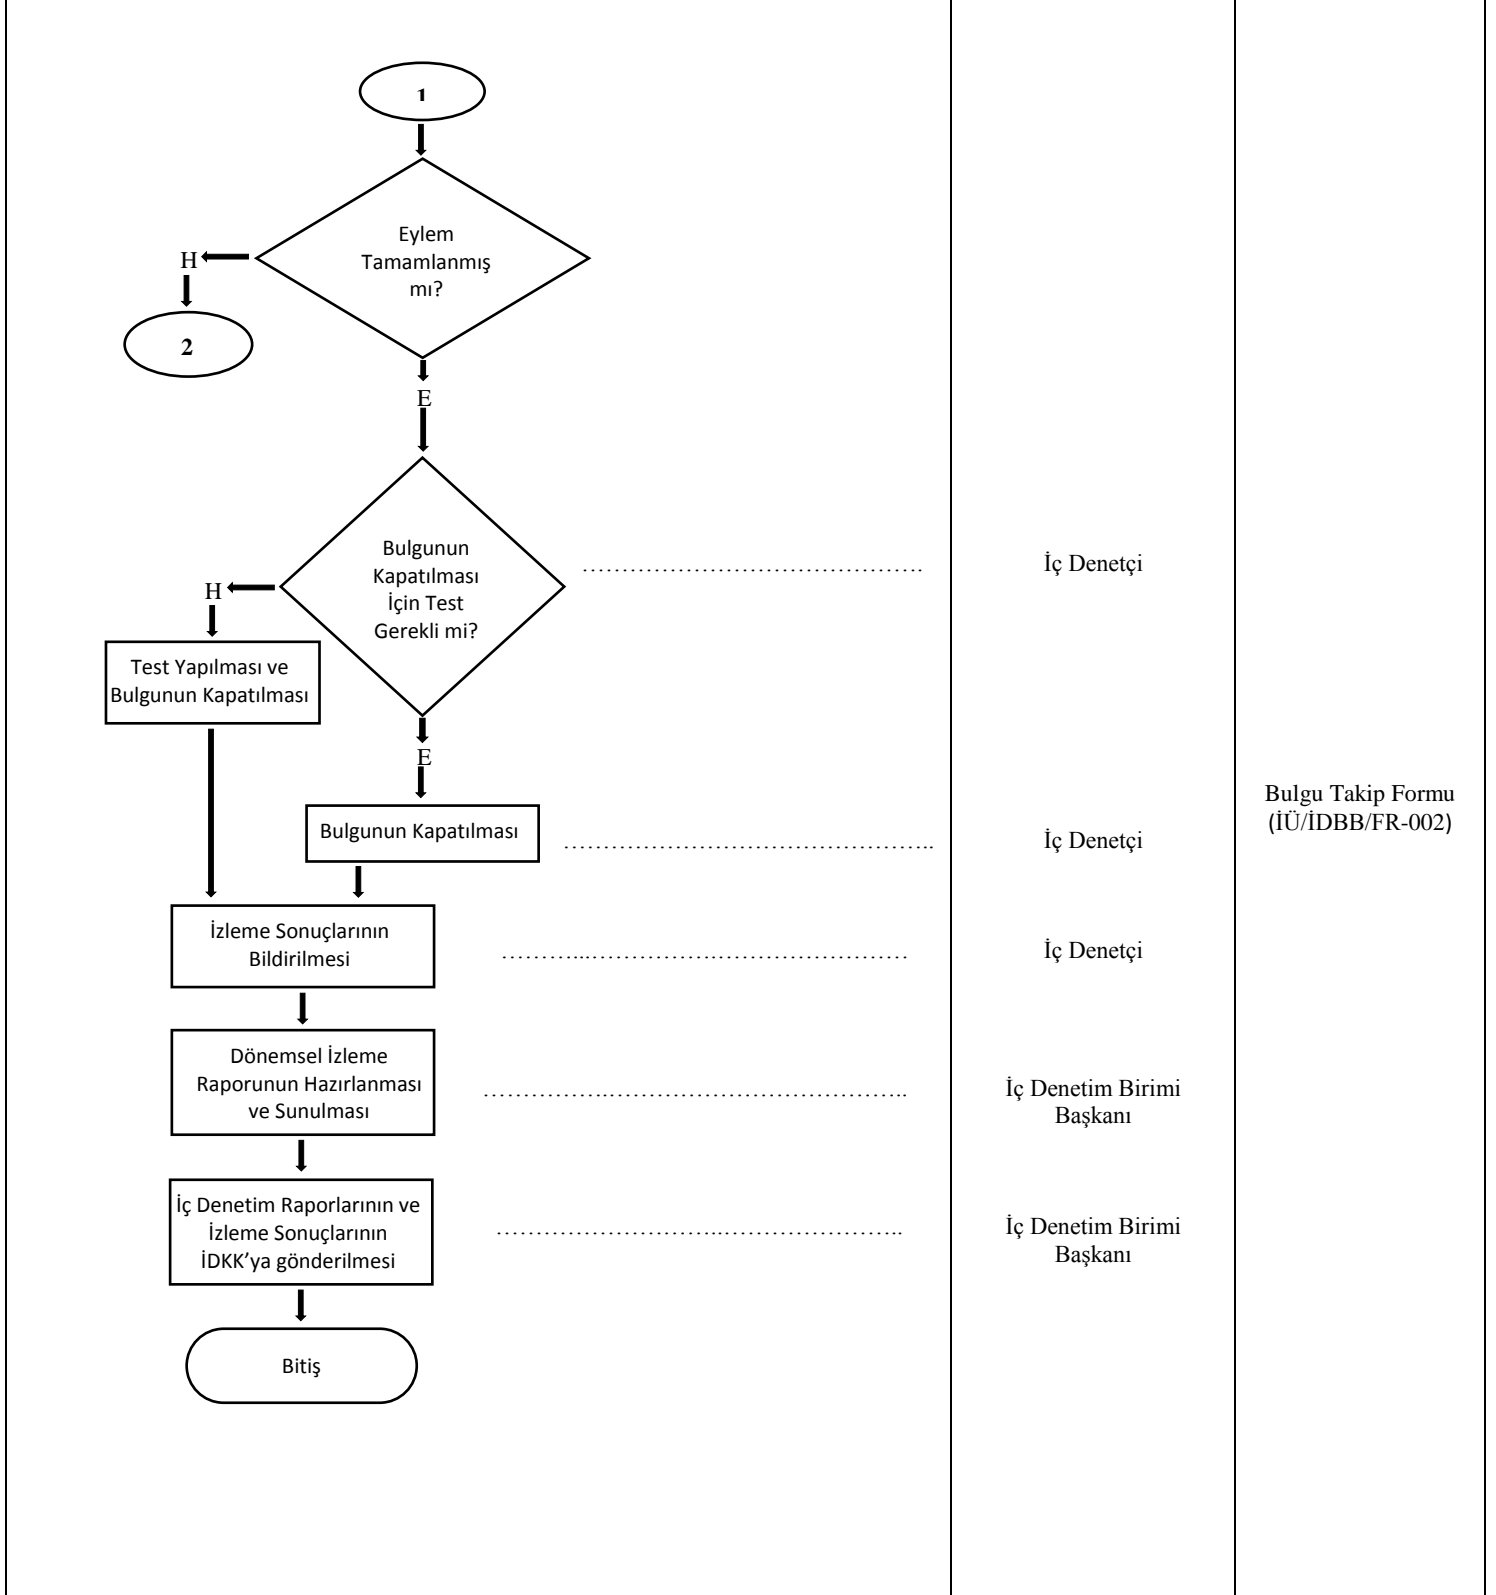 1
Eylem
Tamamlanmış
mı?
H
2
E
Bulgunun
Kapatılması
İçin Test
Gerekli mi?
…………………………………….
İç Denetçi
H
Test Yapılması ve
Bulgunun Kapatılması
E
Bulgunun Kapatılması
………………………………………..
İç Denetçi
Bulgu Takip Formu
(İÜ/İDBB/FR-002)
İzleme Sonuçlarının
Bildirilmesi
………...……………….……………………
İç Denetçi
Dönemsel İzleme
Raporunun Hazırlanması
ve Sunulması
…………….………………………………..
İç Denetim Birimi
Başkanı
İç Denetim Raporlarının ve
İzleme Sonuçlarının
İDKK’ya gönderilmesi
……………………….…………………..
İç Denetim Birimi
Başkanı
Bitiş